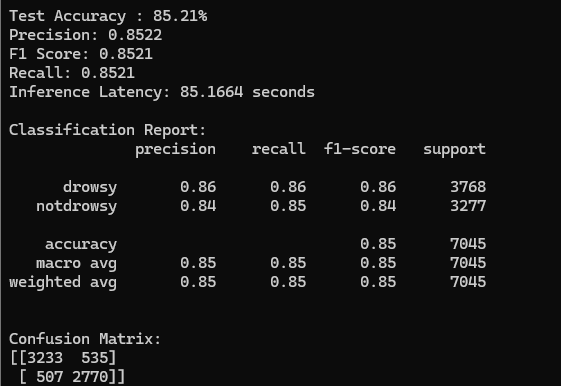 Test Accuracy : 85.21%
Precision: 0.8522
F1 Score: 0.8521
Recall: 0.8521
Inference Latency: 85.1664 seconds
Classification Report:
precision recall f1-score support
drowsy 0.86 0.86 0.86 3768
notdrowsy 0.84 0.85 0.84 3277
accuracy 0.85 7045
macro avg 0.85 0.85 0.85 7045
weighted avg 0.85 0.85 0.85 7045
Confusion Matrix:
[[3233 535]
[ 507 2770]]